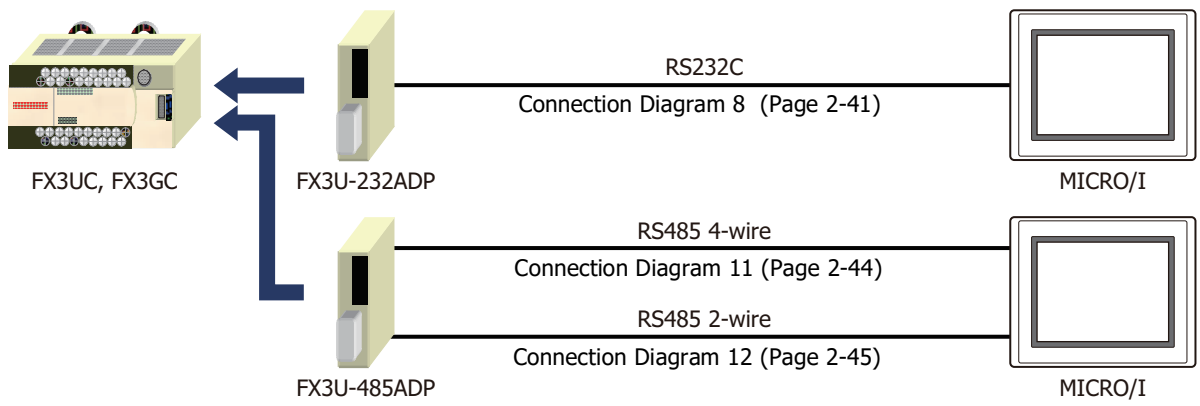 RS232C
Connection Diagram 8 (Page 2-41)
FX3UC, FX3GC
FX3U-232ADP
MICRO/I
RS485 4-wire
Connection Diagram 11 (Page 2-44)
RS485 2-wire
Connection Diagram 12 (Page 2-45)
FX3U-485ADP
MICRO/I